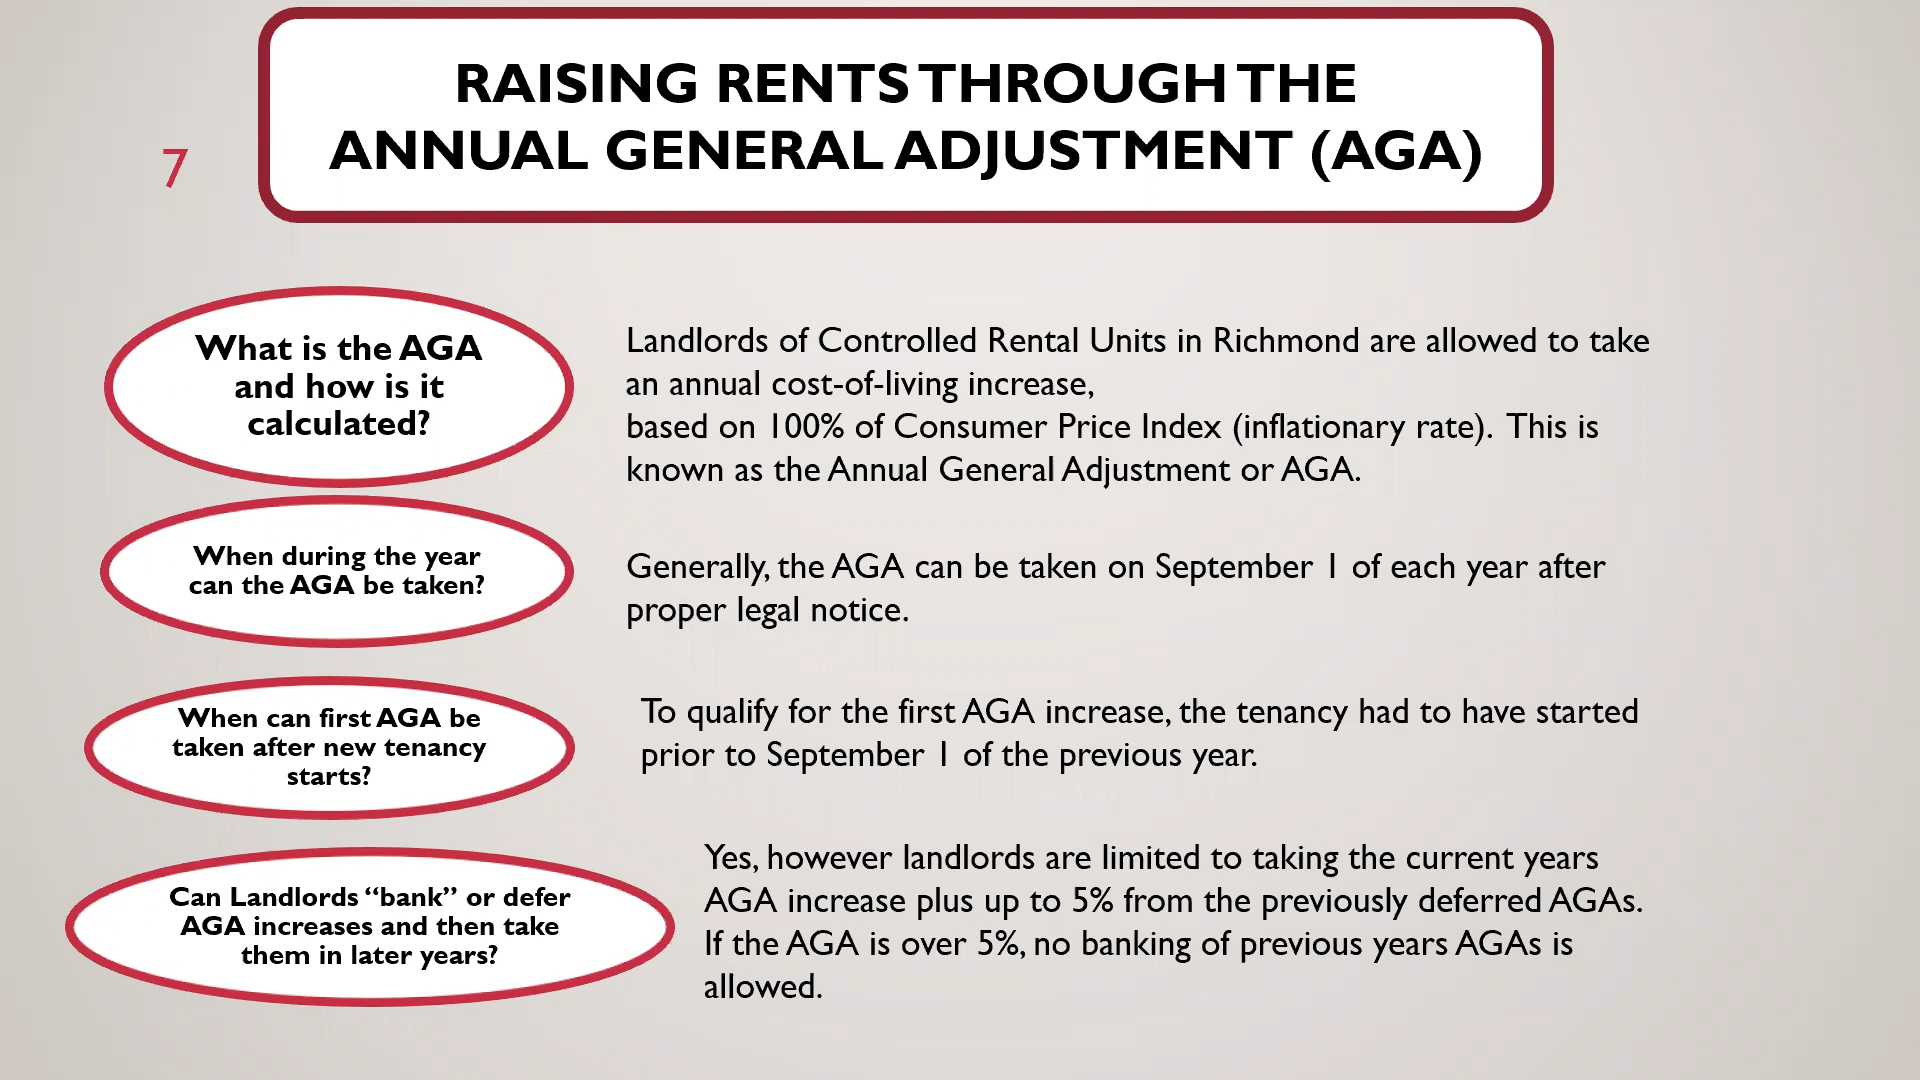 RAISING RENTS THROUGH THE
ANNUAL GENERAL ADJUSTMENT (AGA)
7
What is the AGA
and how is it
calculated?
Landlords of Controlled Rental Units in Richmond are allowed to take
an annual cost-of-living increase,
based on 100% of Consumer Price Index (inflationary rate). This is
known as the Annual General Adjustment or AGA.
When during the year
can the AGA be taken?
Generally, the AGA can be taken on September 1 of each year after
proper legal notice.
When can first AGA be
taken after new tenancy
starts?
To qualify for the first AGA increase, the tenancy had to have started
prior to September 1 of the previous year.
Can Landlords “bank” or defer
AGA increases and then take
them in later years?
Yes, however landlords are limited to taking the current years
AGA increase plus up to 5% from the previously deferred AGAs.
If the AGA is over 5%, no banking of previous years AGAs is
allowed.